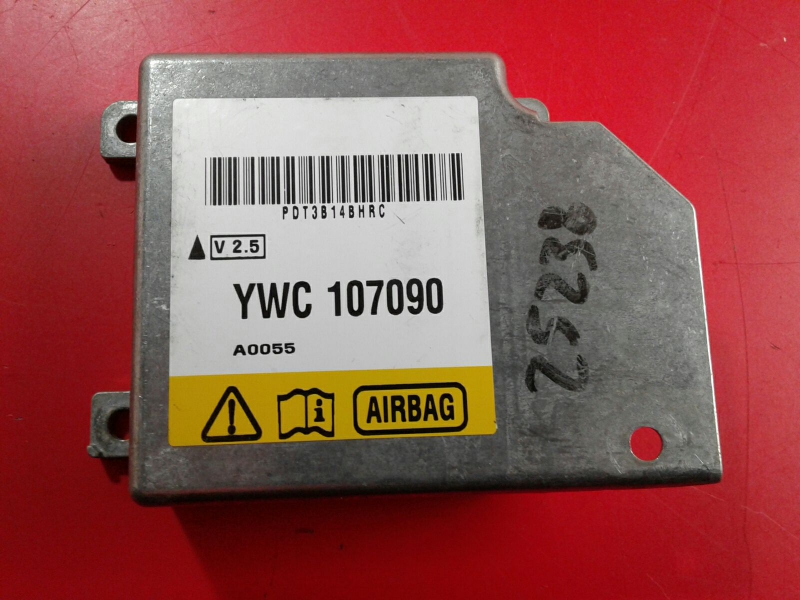 PDT3B14BHRC
V 2.5
YWC 107090
A0055
i AIRBAG
25238